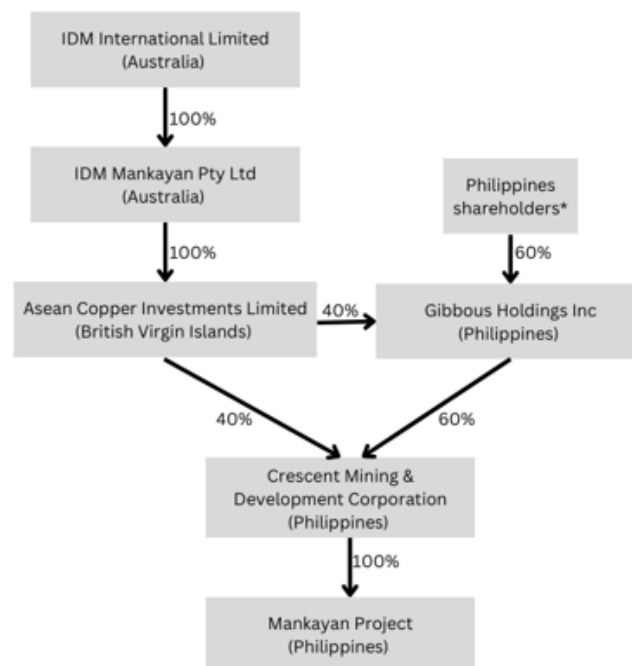 IDM International Limited
(Australia)
100%
IDM Mankayan Pty Ltd
(Australia)
Philippines
shareholders*
100%
60%
Asean Copper Investments Limited
(British Virgin Islands)
40%
Gibbous Holdings Inc
(Philippines)
40%
60%
Crescent Mining &
Development Corporation
(Philippines)
100%
Mankayan Project
(Philippines)